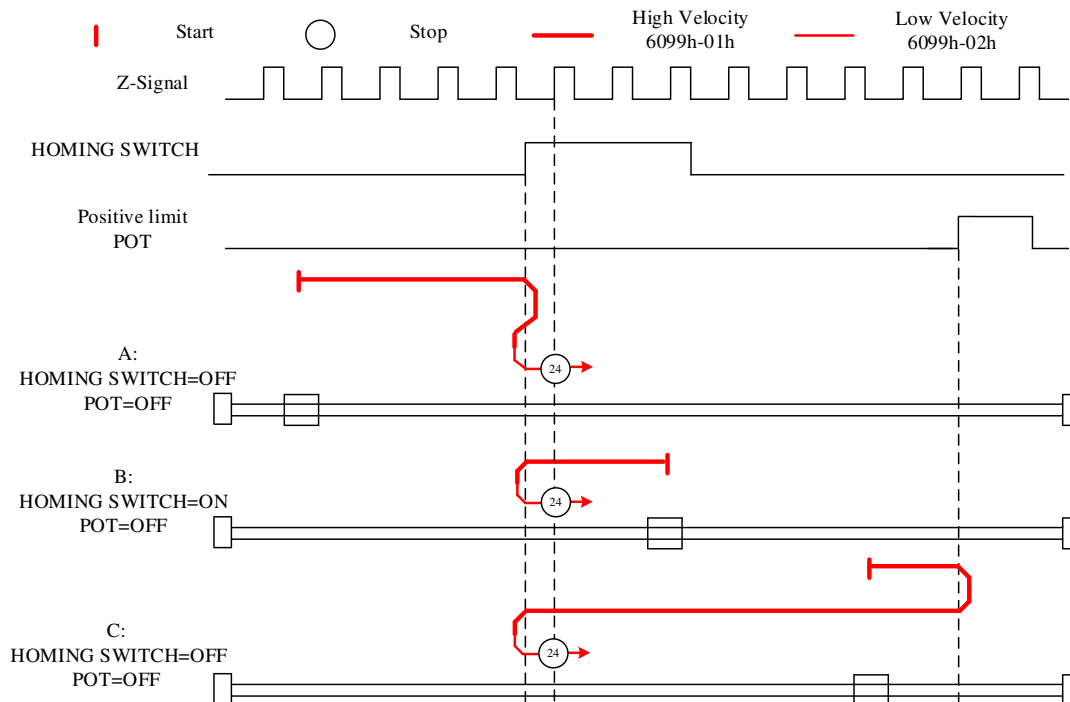 Start
Stop
High Velocity
6099h-01h
Low Velocity
6099h-02h
Z-Signal
HOMING SWITCH
Positive limit
POT
A:
HOMING SWITCH=OFF
POT=OFF
24
B:
HOMING SWITCH=ON
POT=OFF
24
C:
HOMING SWITCH=OFF
POT=OFF
24